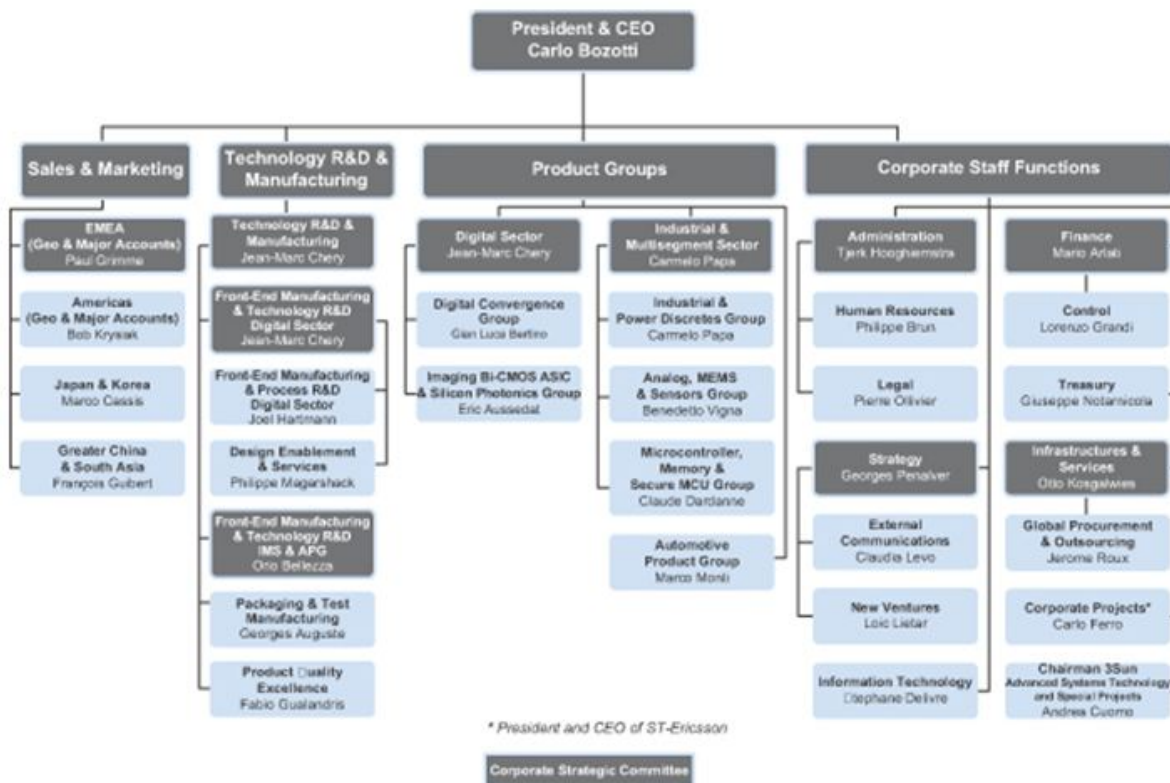 President & CEO
Carlo Bozotti
Sales & Marketing
Technology R&D &
Manufacturing
Product Groups
Corporate Staff Functions
EMEA
(Geo & Major Accounts)
Paul Grimme
Americas
(Geo & Major Accounts)
Bob Krysiak
Japan & Korea
Marco Cassis
Greater China
& South Asia
François Guibert
Technology R&D &
Manufacturing
Jean-Marc Chery
Front-End Manufacturing
& Technology R&D
Digital Sector
Jean-Marc Chery
Front-End Manufacturing
& Process R&D
Digital Sector
Joel Hartmann
Design Enablement
& Services
Philippe Magarshack
Front-End Manufacturing
& Technology R&D
IMS & APG
Orio Bellezza
Packaging & Test
Manufacturing
Georges Auguste
Product □uality
Excellence
Fabio Gualandris
Digital Sector
Jean-Marc Chery
Digital Convergence
Group
Gian Luca Bertino
Imaging Bi-CMOS ASIC
& Silicon Photonics Group
Eric Aussedat
Industrial &
Multisegment Sector
Carmelo Papa
Industrial &
Power Discretes Group
Carmelo Papa
Analog, MEMS
& Sensors Group
Benedetto Vigna
Microcontroller,
Memory &
Secure MCU Group
Claude Dardanne
Automotive
Product Group
Marco Monti
Administration
Tjerk Hooghiemstra
Human Resources
Philippe Brun
Legal
Pierre Ollivier
Strategy
Georges Penalver
External
Communications
Claudia Levo
New Ventures
Loic Lietar
Information Technology
□tephane Delivre
Finance
Mario Arlati
Control
Lorenzo Grandi
Treasury
Giuseppe Notarnicola
Infrastructures &
Services
Otto Kosgalwies
Global Procurement
& Outsourcing
Jerome Roux
Corporate Projects*
Carlo Ferro
Chairman 3Sun
Advanced Systems Technology
and Special Projects
Andrea Cuomo
* President and CEO of ST-Ericsson
Corporate Strategic Committee